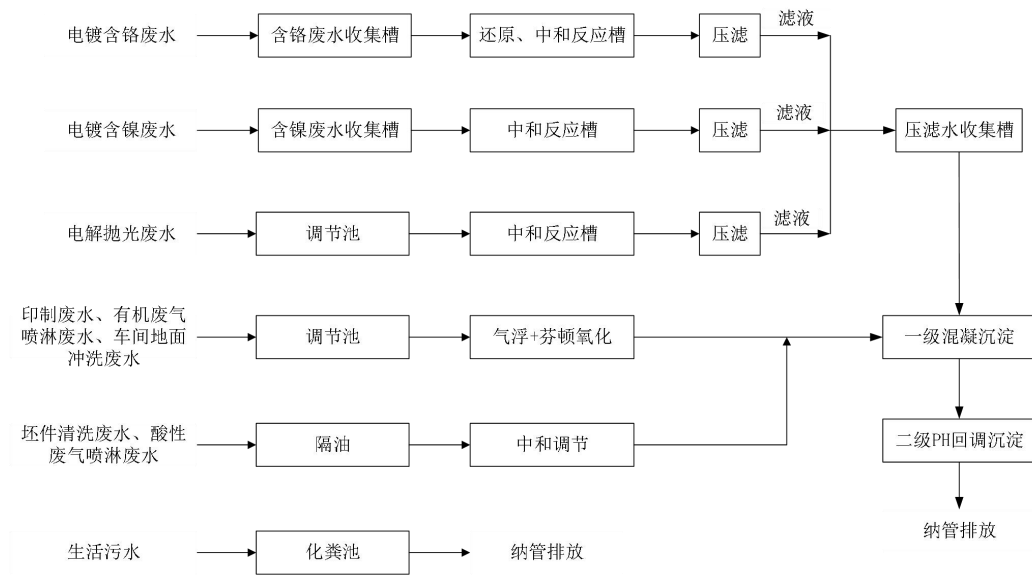 电镀含铬废水
含铬废水收集槽
还原、中和反应槽
压滤
滤液
电镀含镍废水
含镍废水收集槽
中和反应槽
压滤
滤液
压滤水收集槽
电解抛光废水
调节池
中和反应槽
压滤
滤液
印制废水、有机废气
喷淋废水、车间地面
冲洗废水
调节池
气浮+芬顿氧化
一级混凝沉淀
坯件清洗废水、酸性
废气喷淋废水
隔油
中和调节
二级PH回调沉淀
纳管排放
生活污水
化粪池
纳管排放